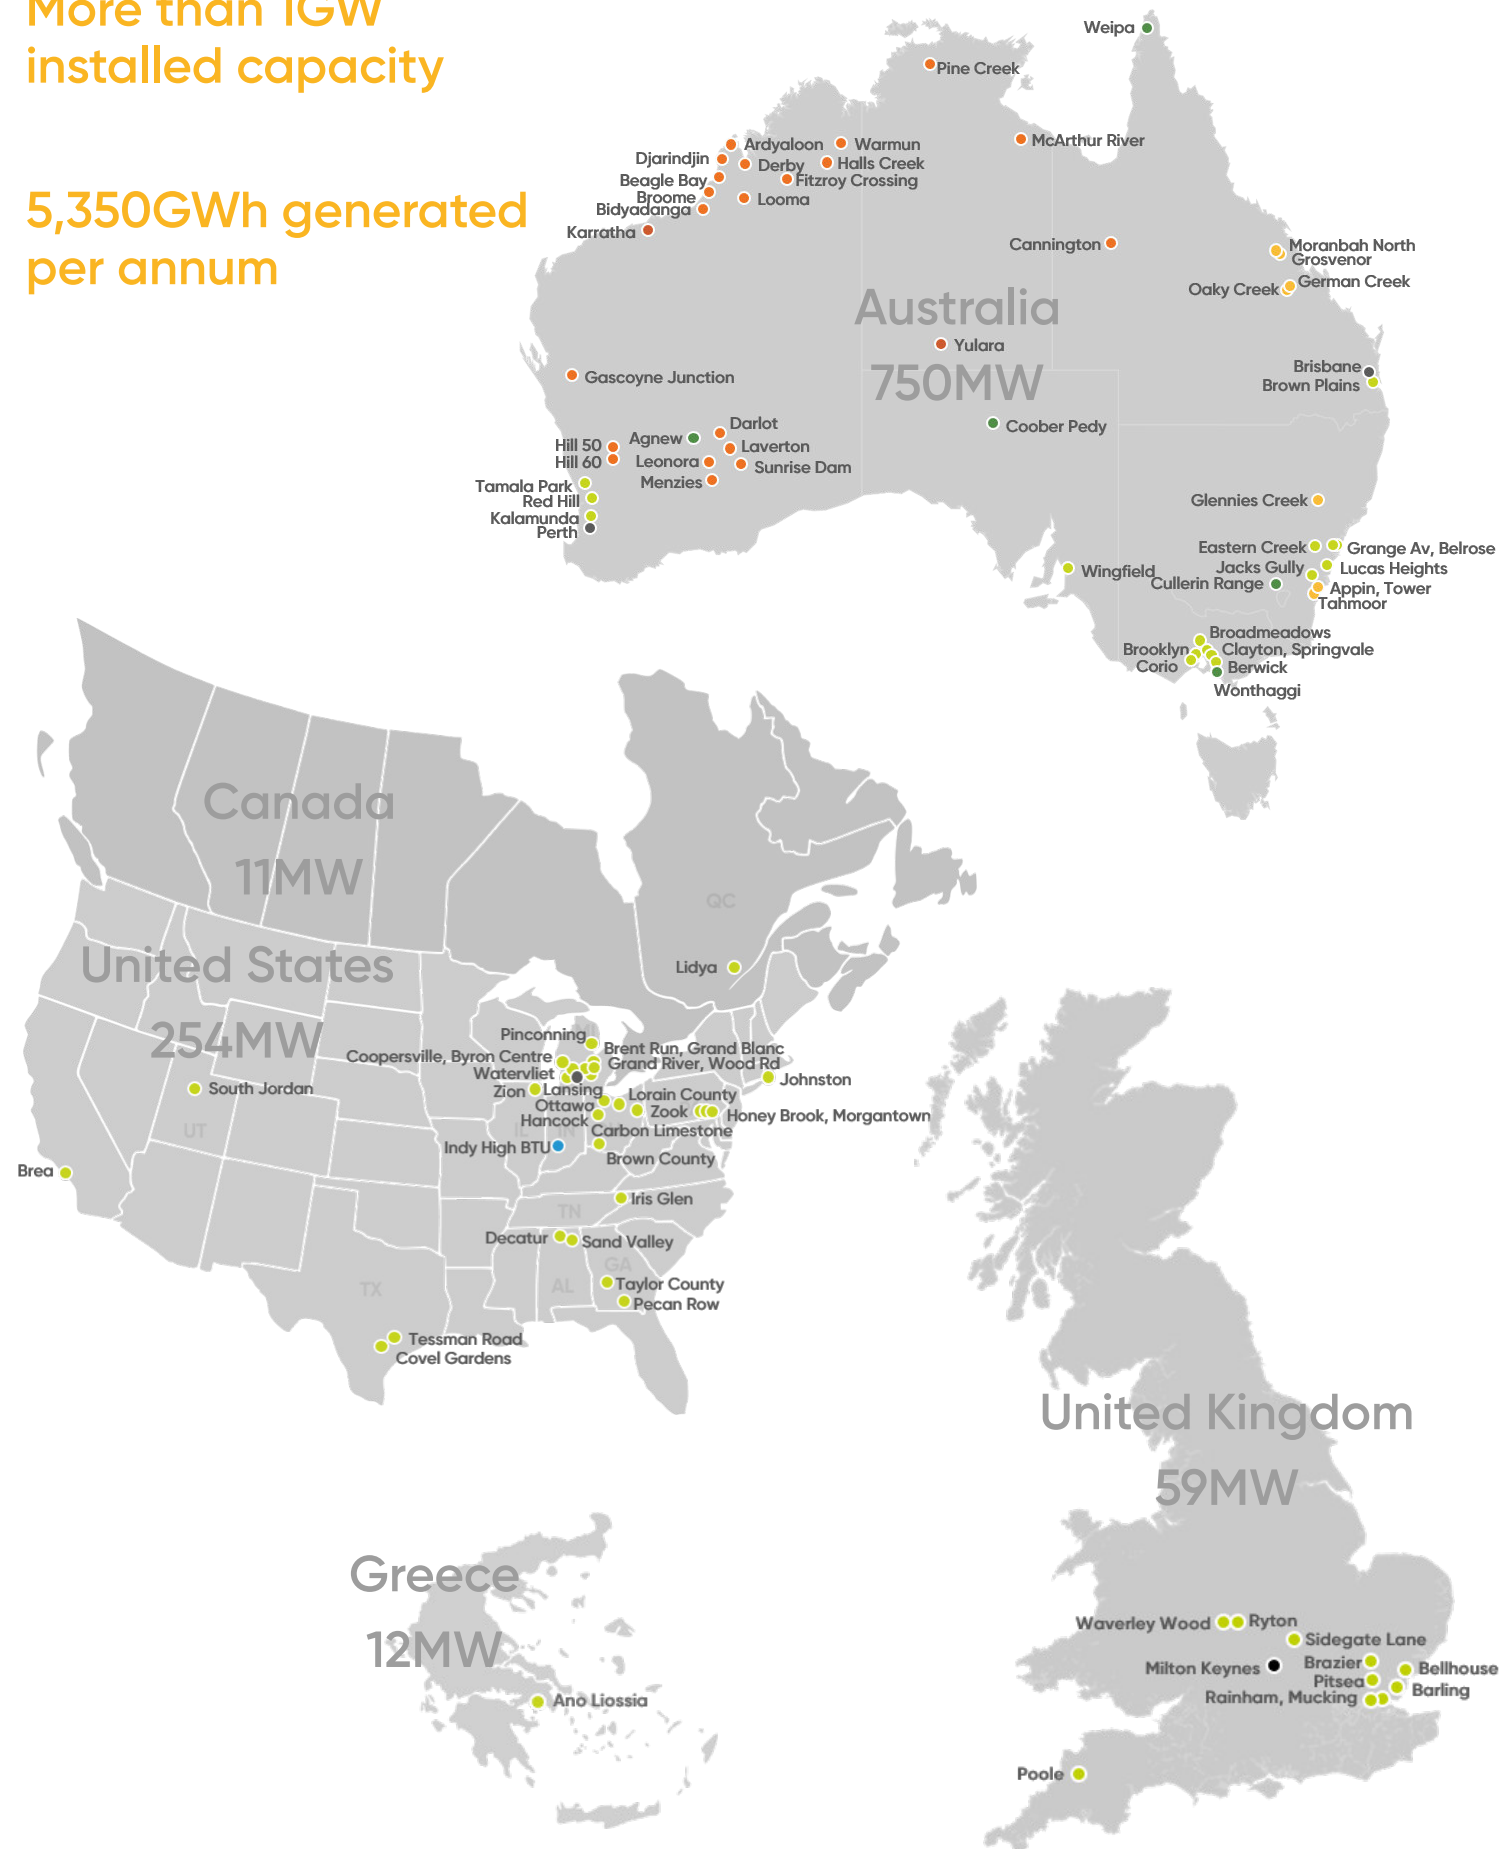 More than 1GW
installed capacity
5,350GWh generated
per annum
Weipa
Pine Creek
McArthur River
Ardyaloon
Warmun
Djarindjin
Derby
Halls Creek
Beagle Bay
Fitzroy Crossing
Broome
Looma
Bidyadanga
Karratha
Cannington
Moranbah North
Grosvenor
German Creek
Oaky Creek
Australia
750MW
Yulara
Brisbane
Brown Plains
Gascoyne Junction
Coober Pedy
Darlot
Agnew
Hill 50
Laverton
Hill 60
Leonora
Sunrise Dam
Menzies
Tamala Park
Red Hill
Kalamunda
Perth
Glennies Creek
Eastern Creek
Grange Av, Belrose
Jacks Gully
Lucas Heights
Wingfield
Cullerin Range
Appin, Tower
Tahmoor
Broadmeadows
Brooklyn
Clayton, Springvale
Corio
Berwick
Wonthaggi
Canada
11MW
QC
Lidya
United States
254MW
MI
Pinconning
Brent Run, Grand Blanc
Coopersville, Byron Centre
Grand River, Wood Rd
Watervliet
Johnston
South Jordan
Zion
Lansing
Lorain County
Ottawa
Zook
Honey Brook, Morgantown
Hancock
Carbon Limestone
UT
IL
IN
Indy High BTU
Brown County
Brea
Iris Glen
TN
Decatur
Sand Valley
GA
AL
Taylor County
TX
Pecan Row
Tessman Road
Covel Gardens
United Kingdom
59MW
Greece
12MW
Ano Liossia
Waverley Wood
Ryton
Sidegate Lane
Milton Keynes
Brazier
Bellhouse
Pitsea
Barling
Rainham, Mucking
Poole